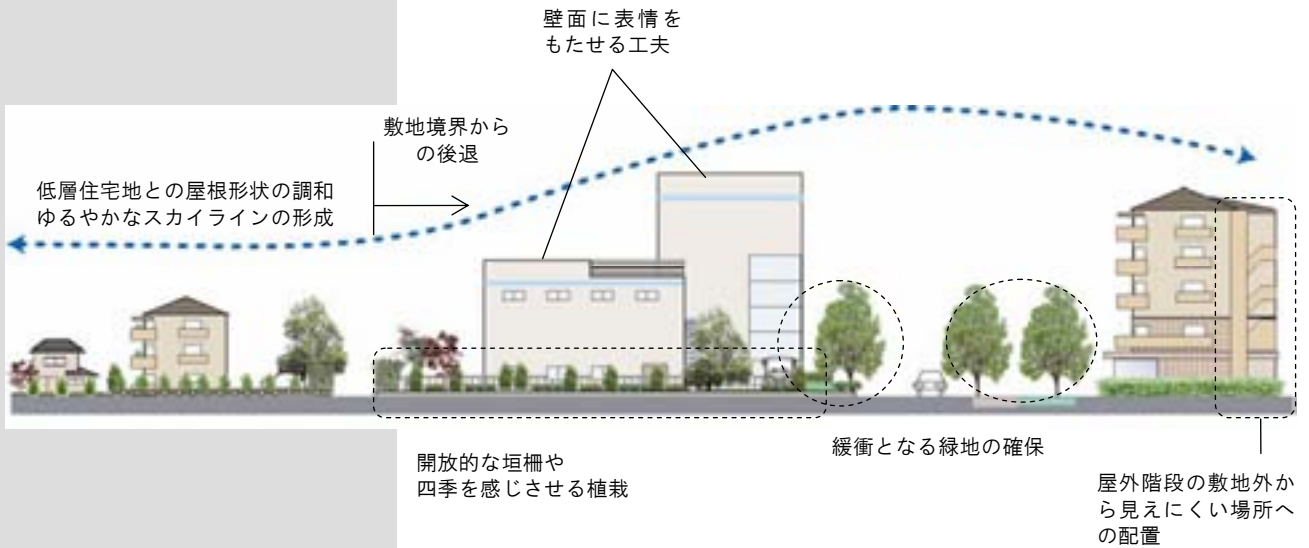 壁面に表情を
もたせる工夫
敷地境界から
の後退
低層住宅地との屋根形状の調和
ゆるやかなスカイラインの形成
開放的な垣柵や
四季を感じさせる植栽
緩衝となる緑地の確保
屋外階段の敷地外か
ら見えにくい場所へ
の配置